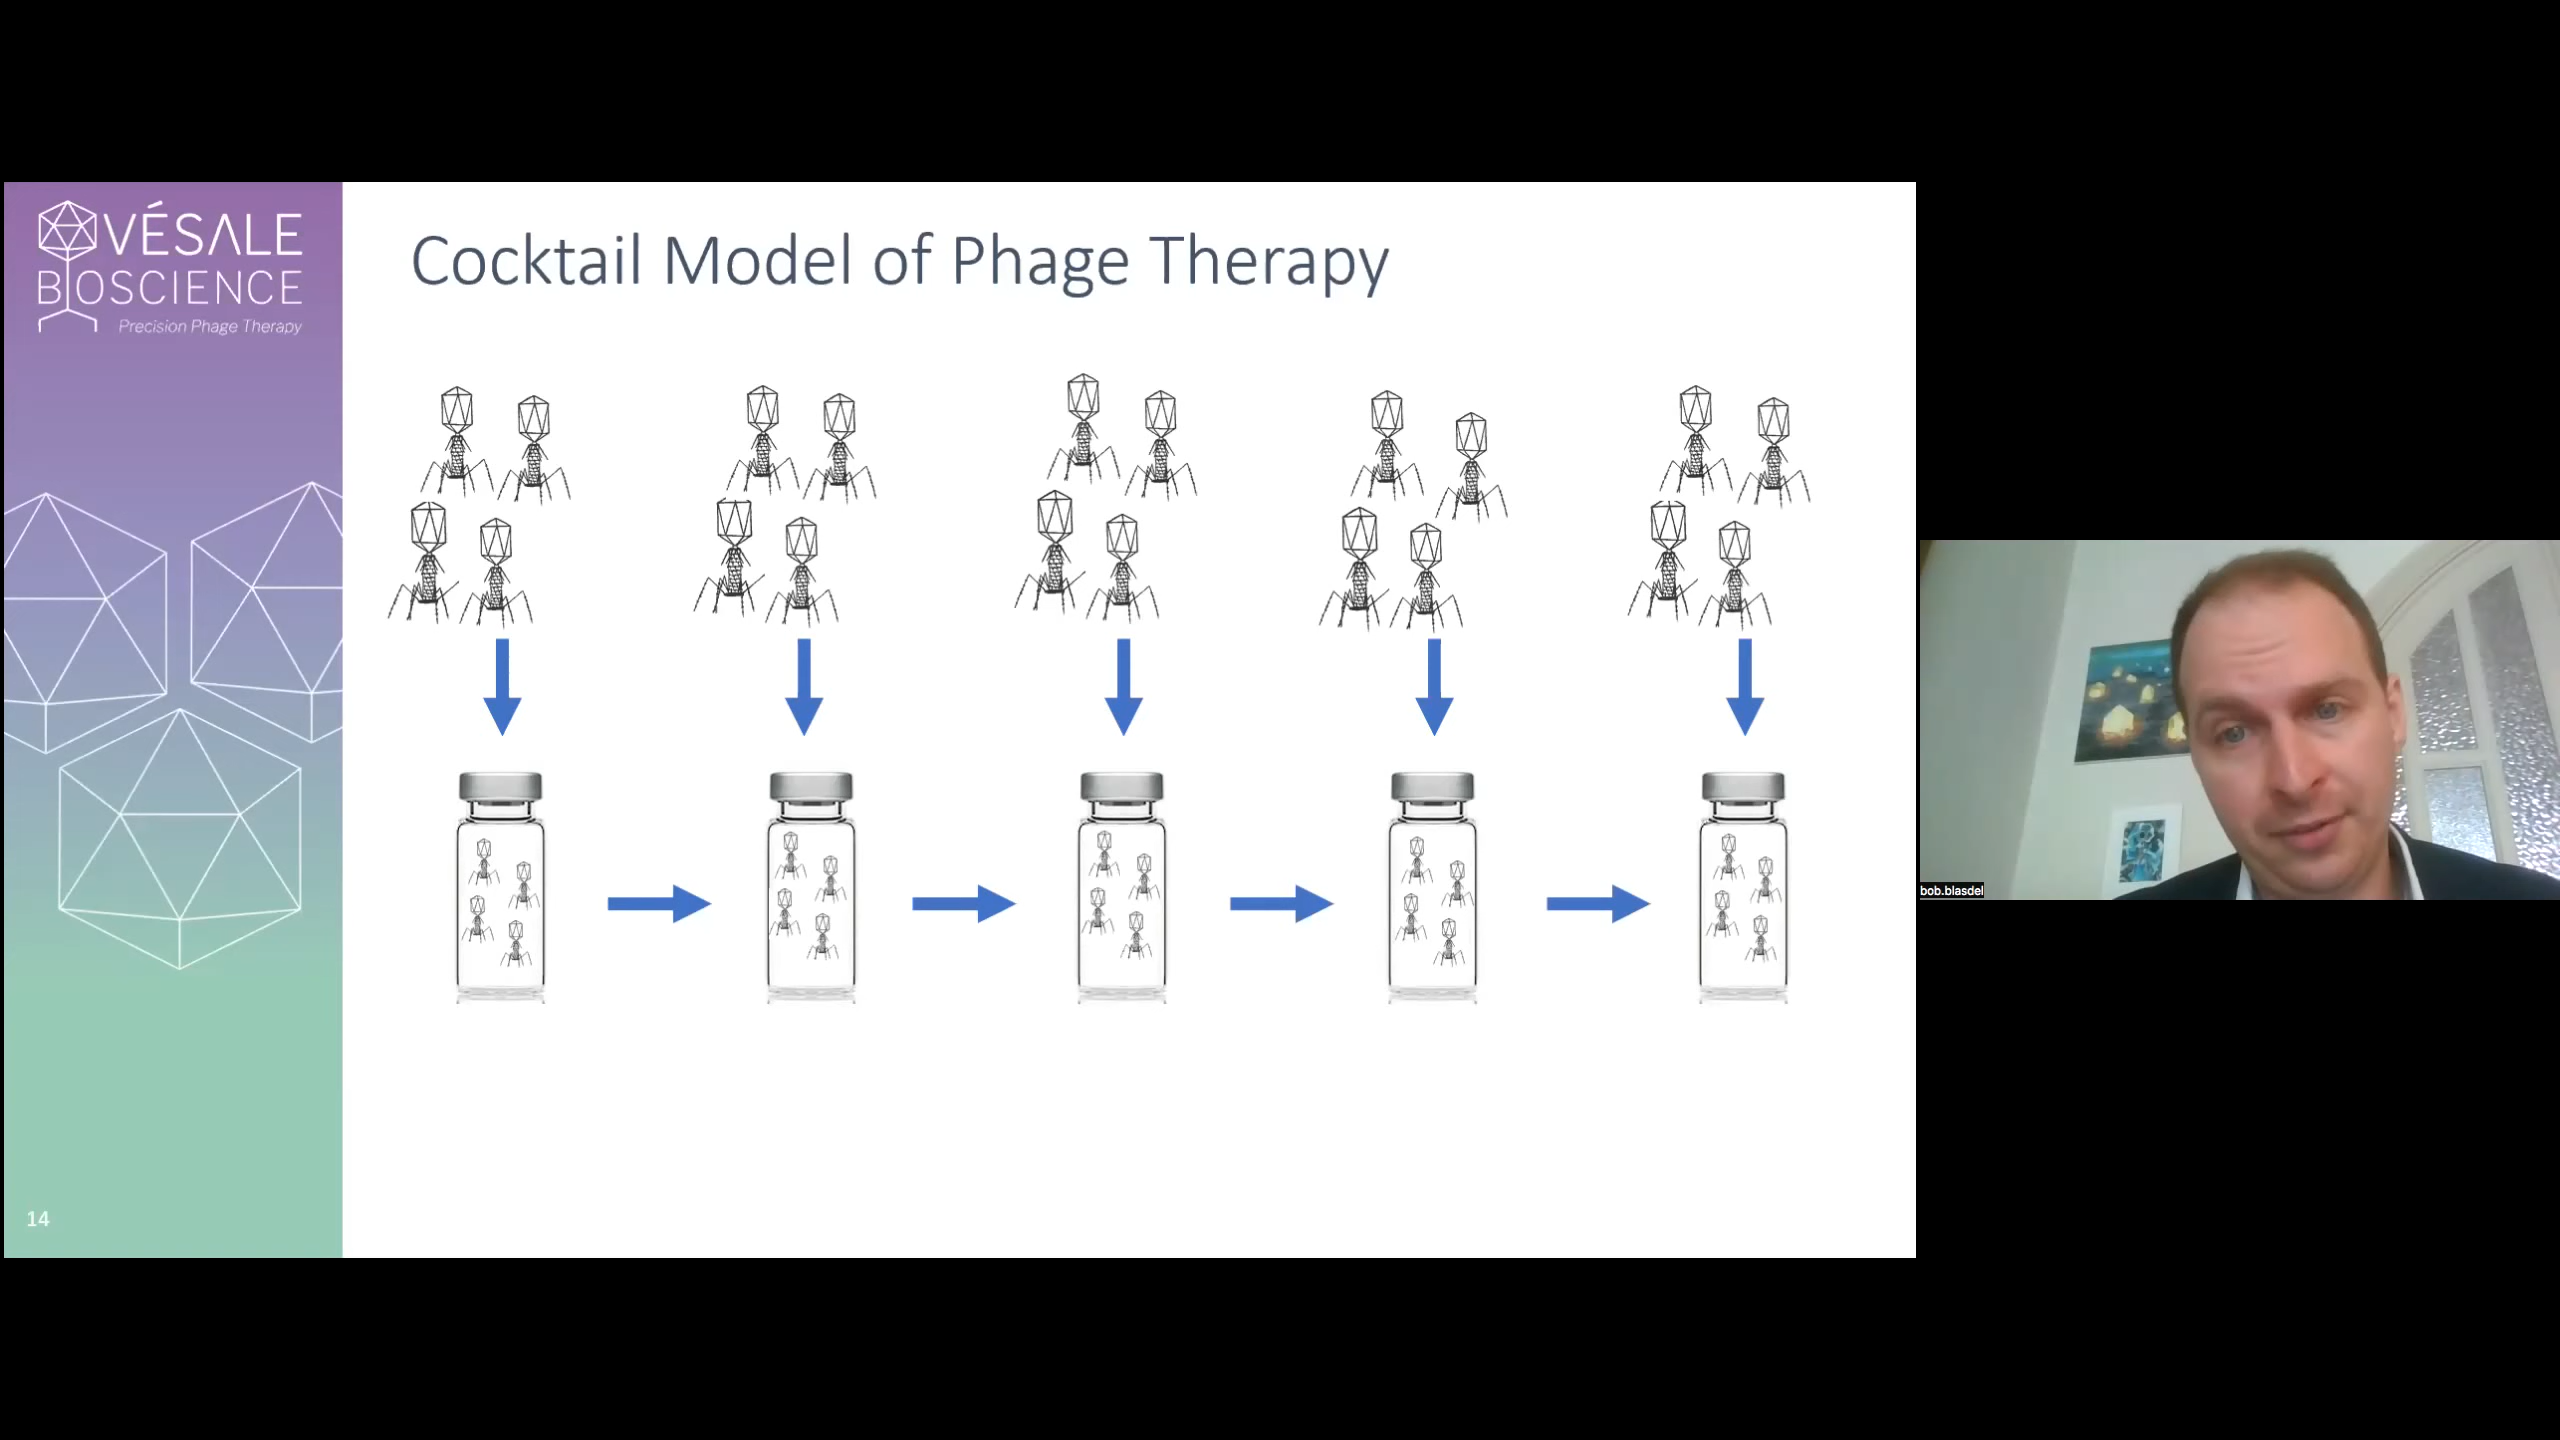 VÉSALE
BIOSCIENCE
Precision Phage Therapy
Cocktail Model of Phage Therapy
14
bob.blasdel